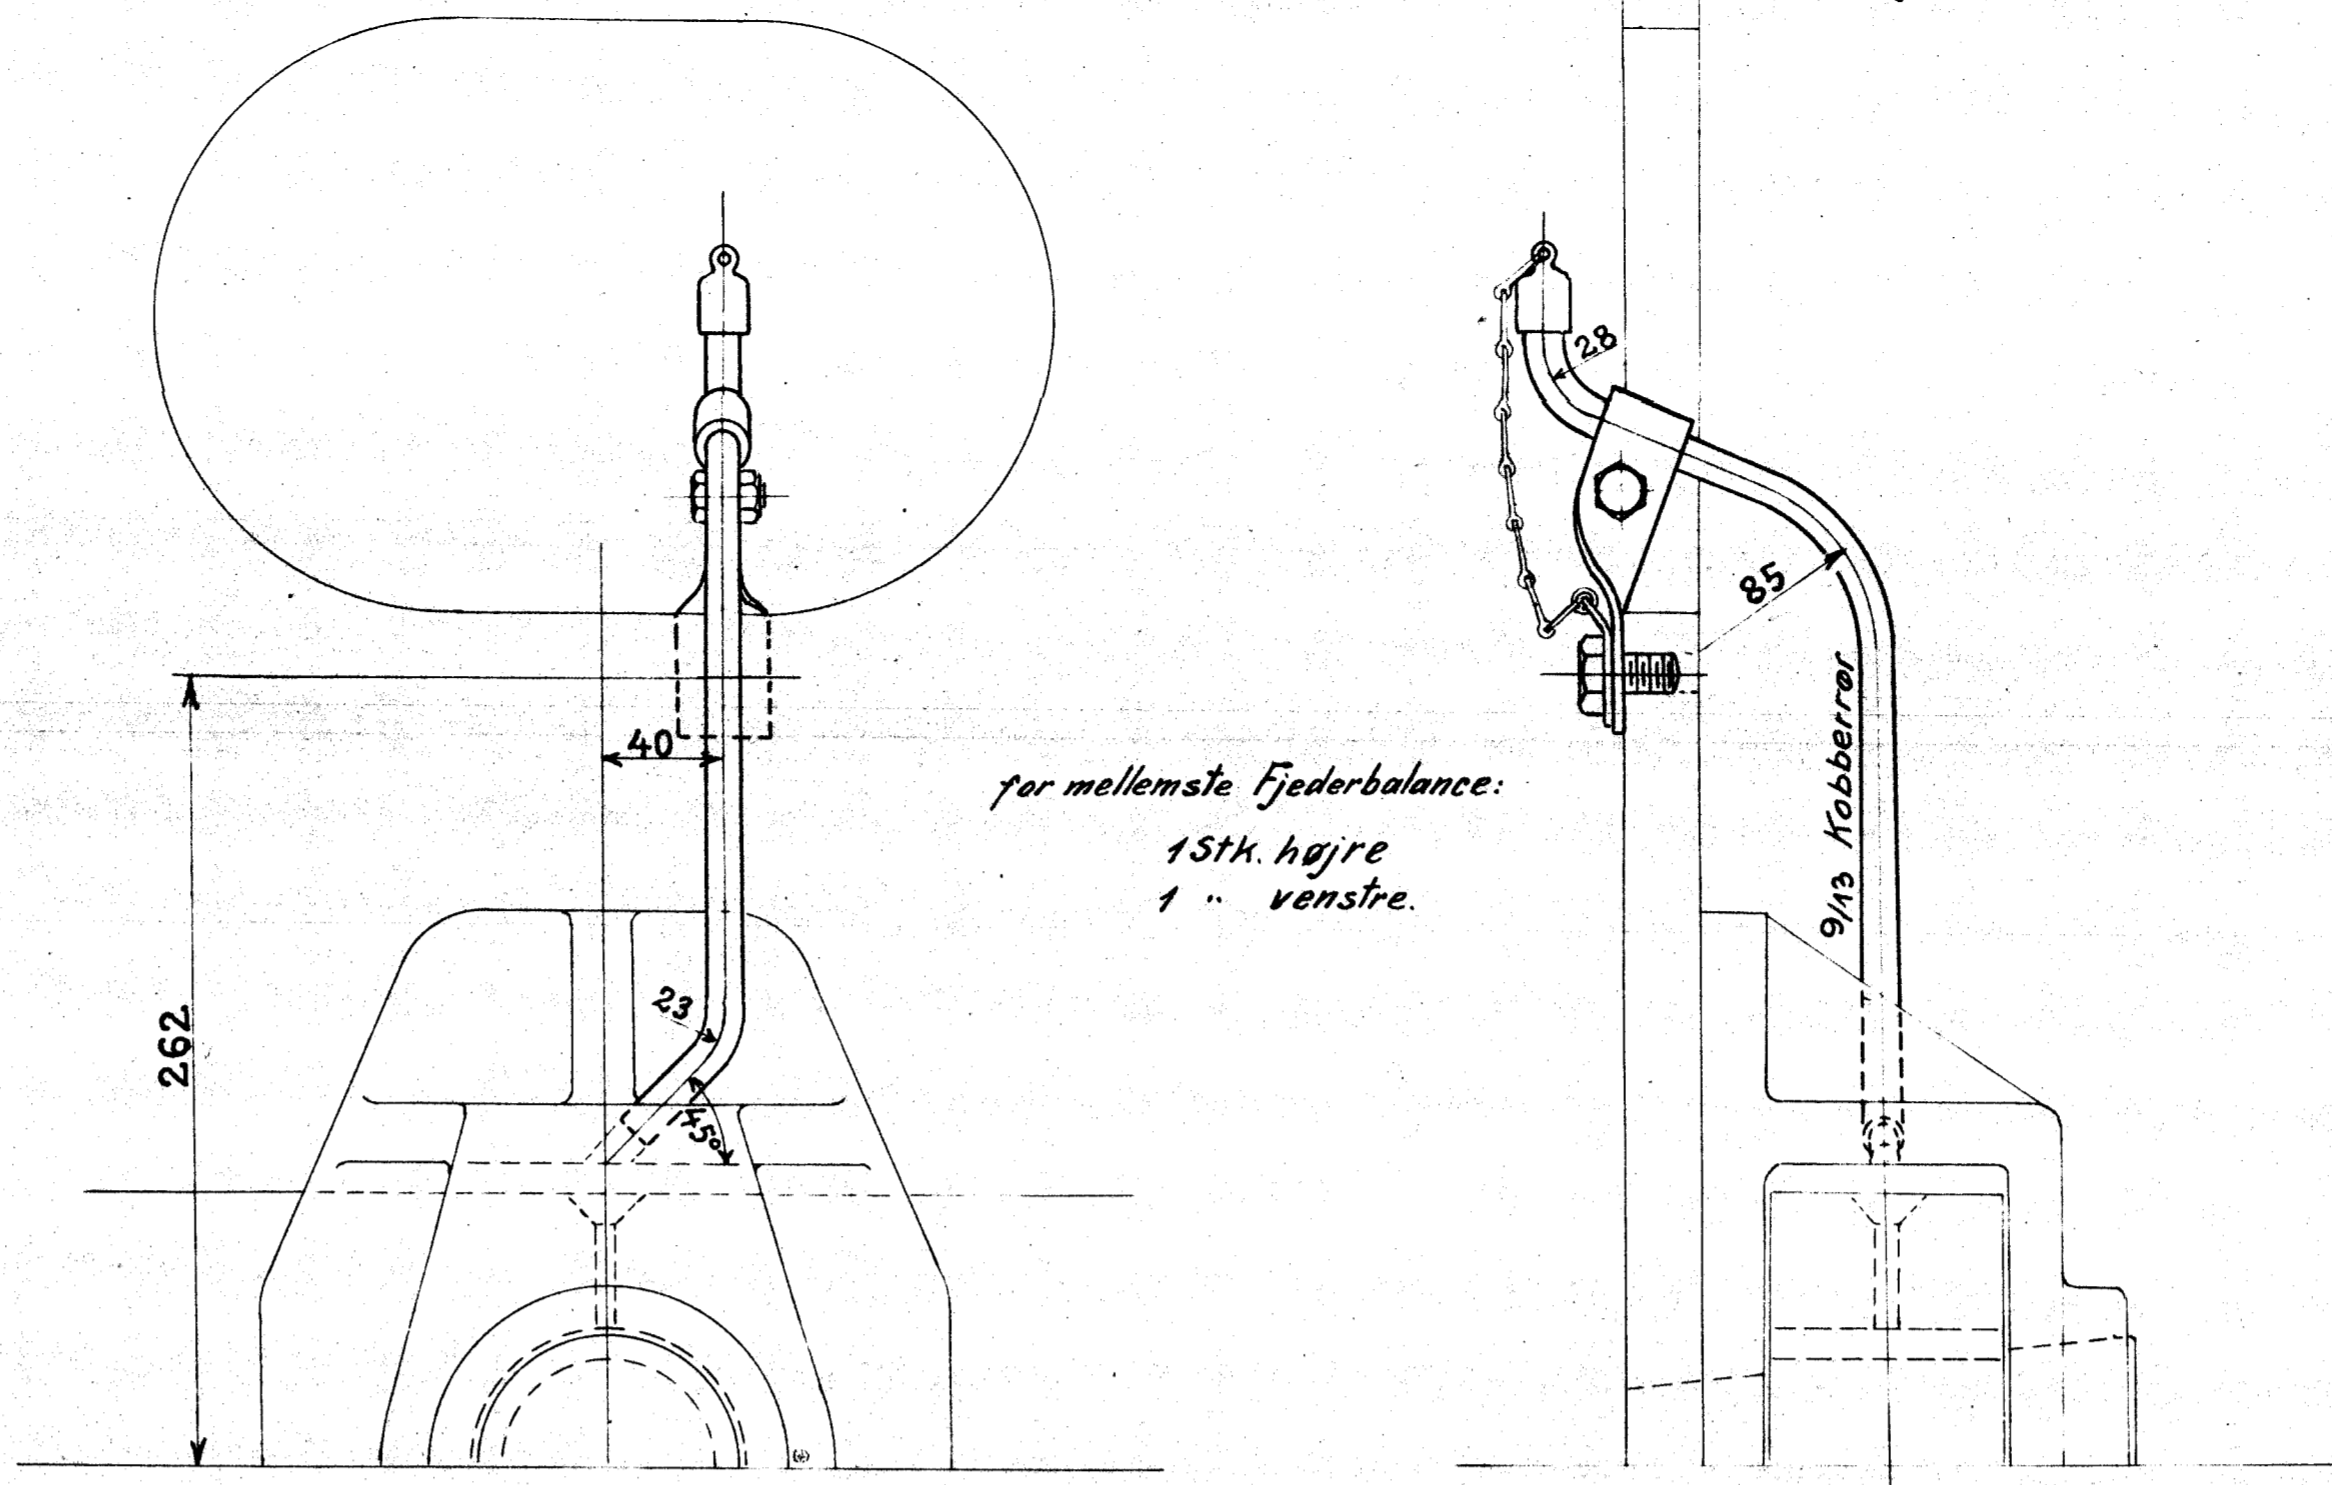 28
85
9/13 Kobberrør
40
for mellemste Fjederbalance:
1 Stk. højre
1 " venstre.
23
262
45°